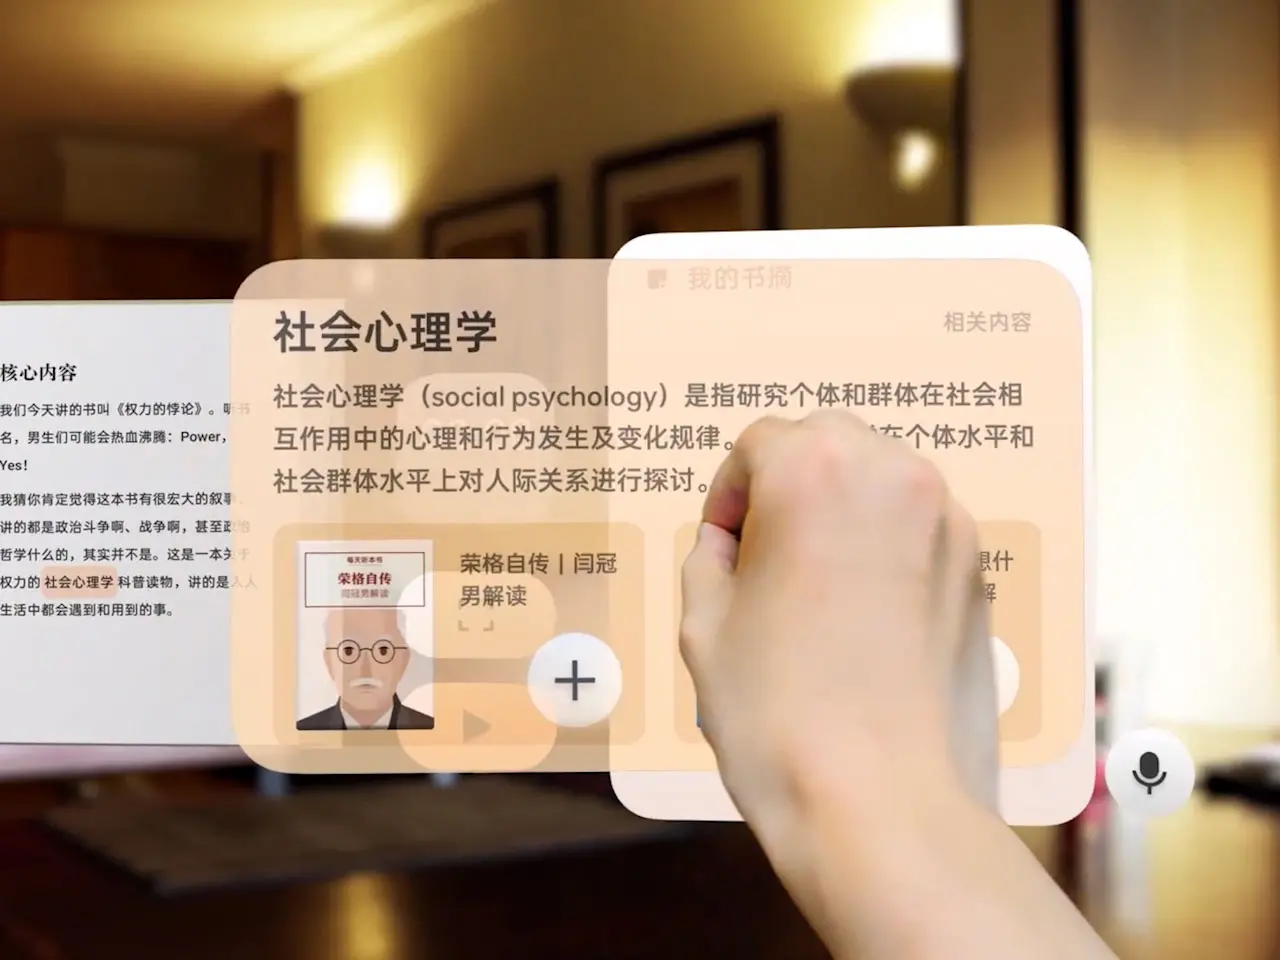 核心内容
我们今天讲的书叫《权力的悖论》。听书
名，男生们可能会热血沸腾：Power，
Yes！
我猜你肯定觉得这本书有很宏大的叙事，
讲的都是政治斗争啊、战争啊，甚至政治
哲学什么的，其实并不是。这是一本关于
权力的 社会心理学 科普读物，讲的是人人
生活中都会遇到和用到的事。
我的书摘
社会心理学
相关内容
社会心理学（social psychology）是指研究个体和群体在社会相
互作用中的心理和行为发生及变化规律。 在个体水平和
社会群体水平上对人际关系进行探讨。
每天听本书
荣格自传
闫冠男解读
荣格自传 | 闫冠
男解读
想什
解